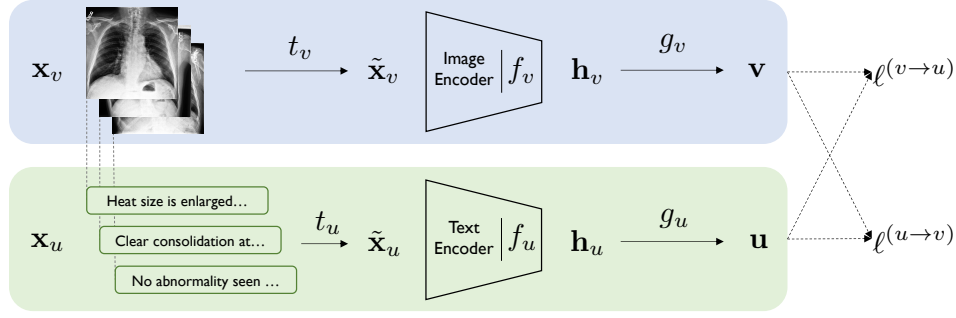 x_v
t_v
x̃_v
Image
Encoder
f_v
h_v
g_v
v
ℓ^(v→u)
x_u
Heat size is enlarged…
Clear consolidation at…
No abnormality seen …
t_u
x̃_u
Text
Encoder
f_u
h_u
g_u
u
ℓ^(u→v)